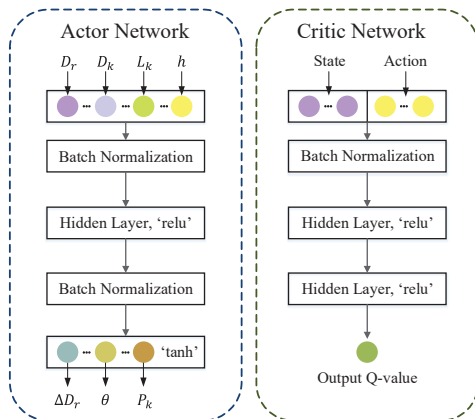 Actor Network
D_r D_k L_k h
··· ··· ···
Batch Normalization
Hidden Layer, 'relu'
Batch Normalization
··· ··· 'tanh'
ΔD_r θ P_k
Critic Network
State Action
··· ···
Batch Normalization
Hidden Layer, 'relu'
Hidden Layer, 'relu'
Output Q-value